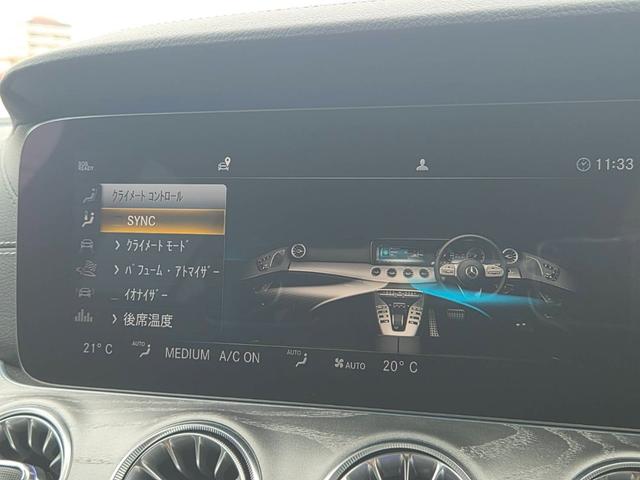 SOS
READY
11:33
クライメート コントロール
SYNC
クライメート モード
パフューム・アトマイザー
イオナイザー
後席温度
21°C AUTO MEDIUM A/C ON AUTO AUTO 20°C